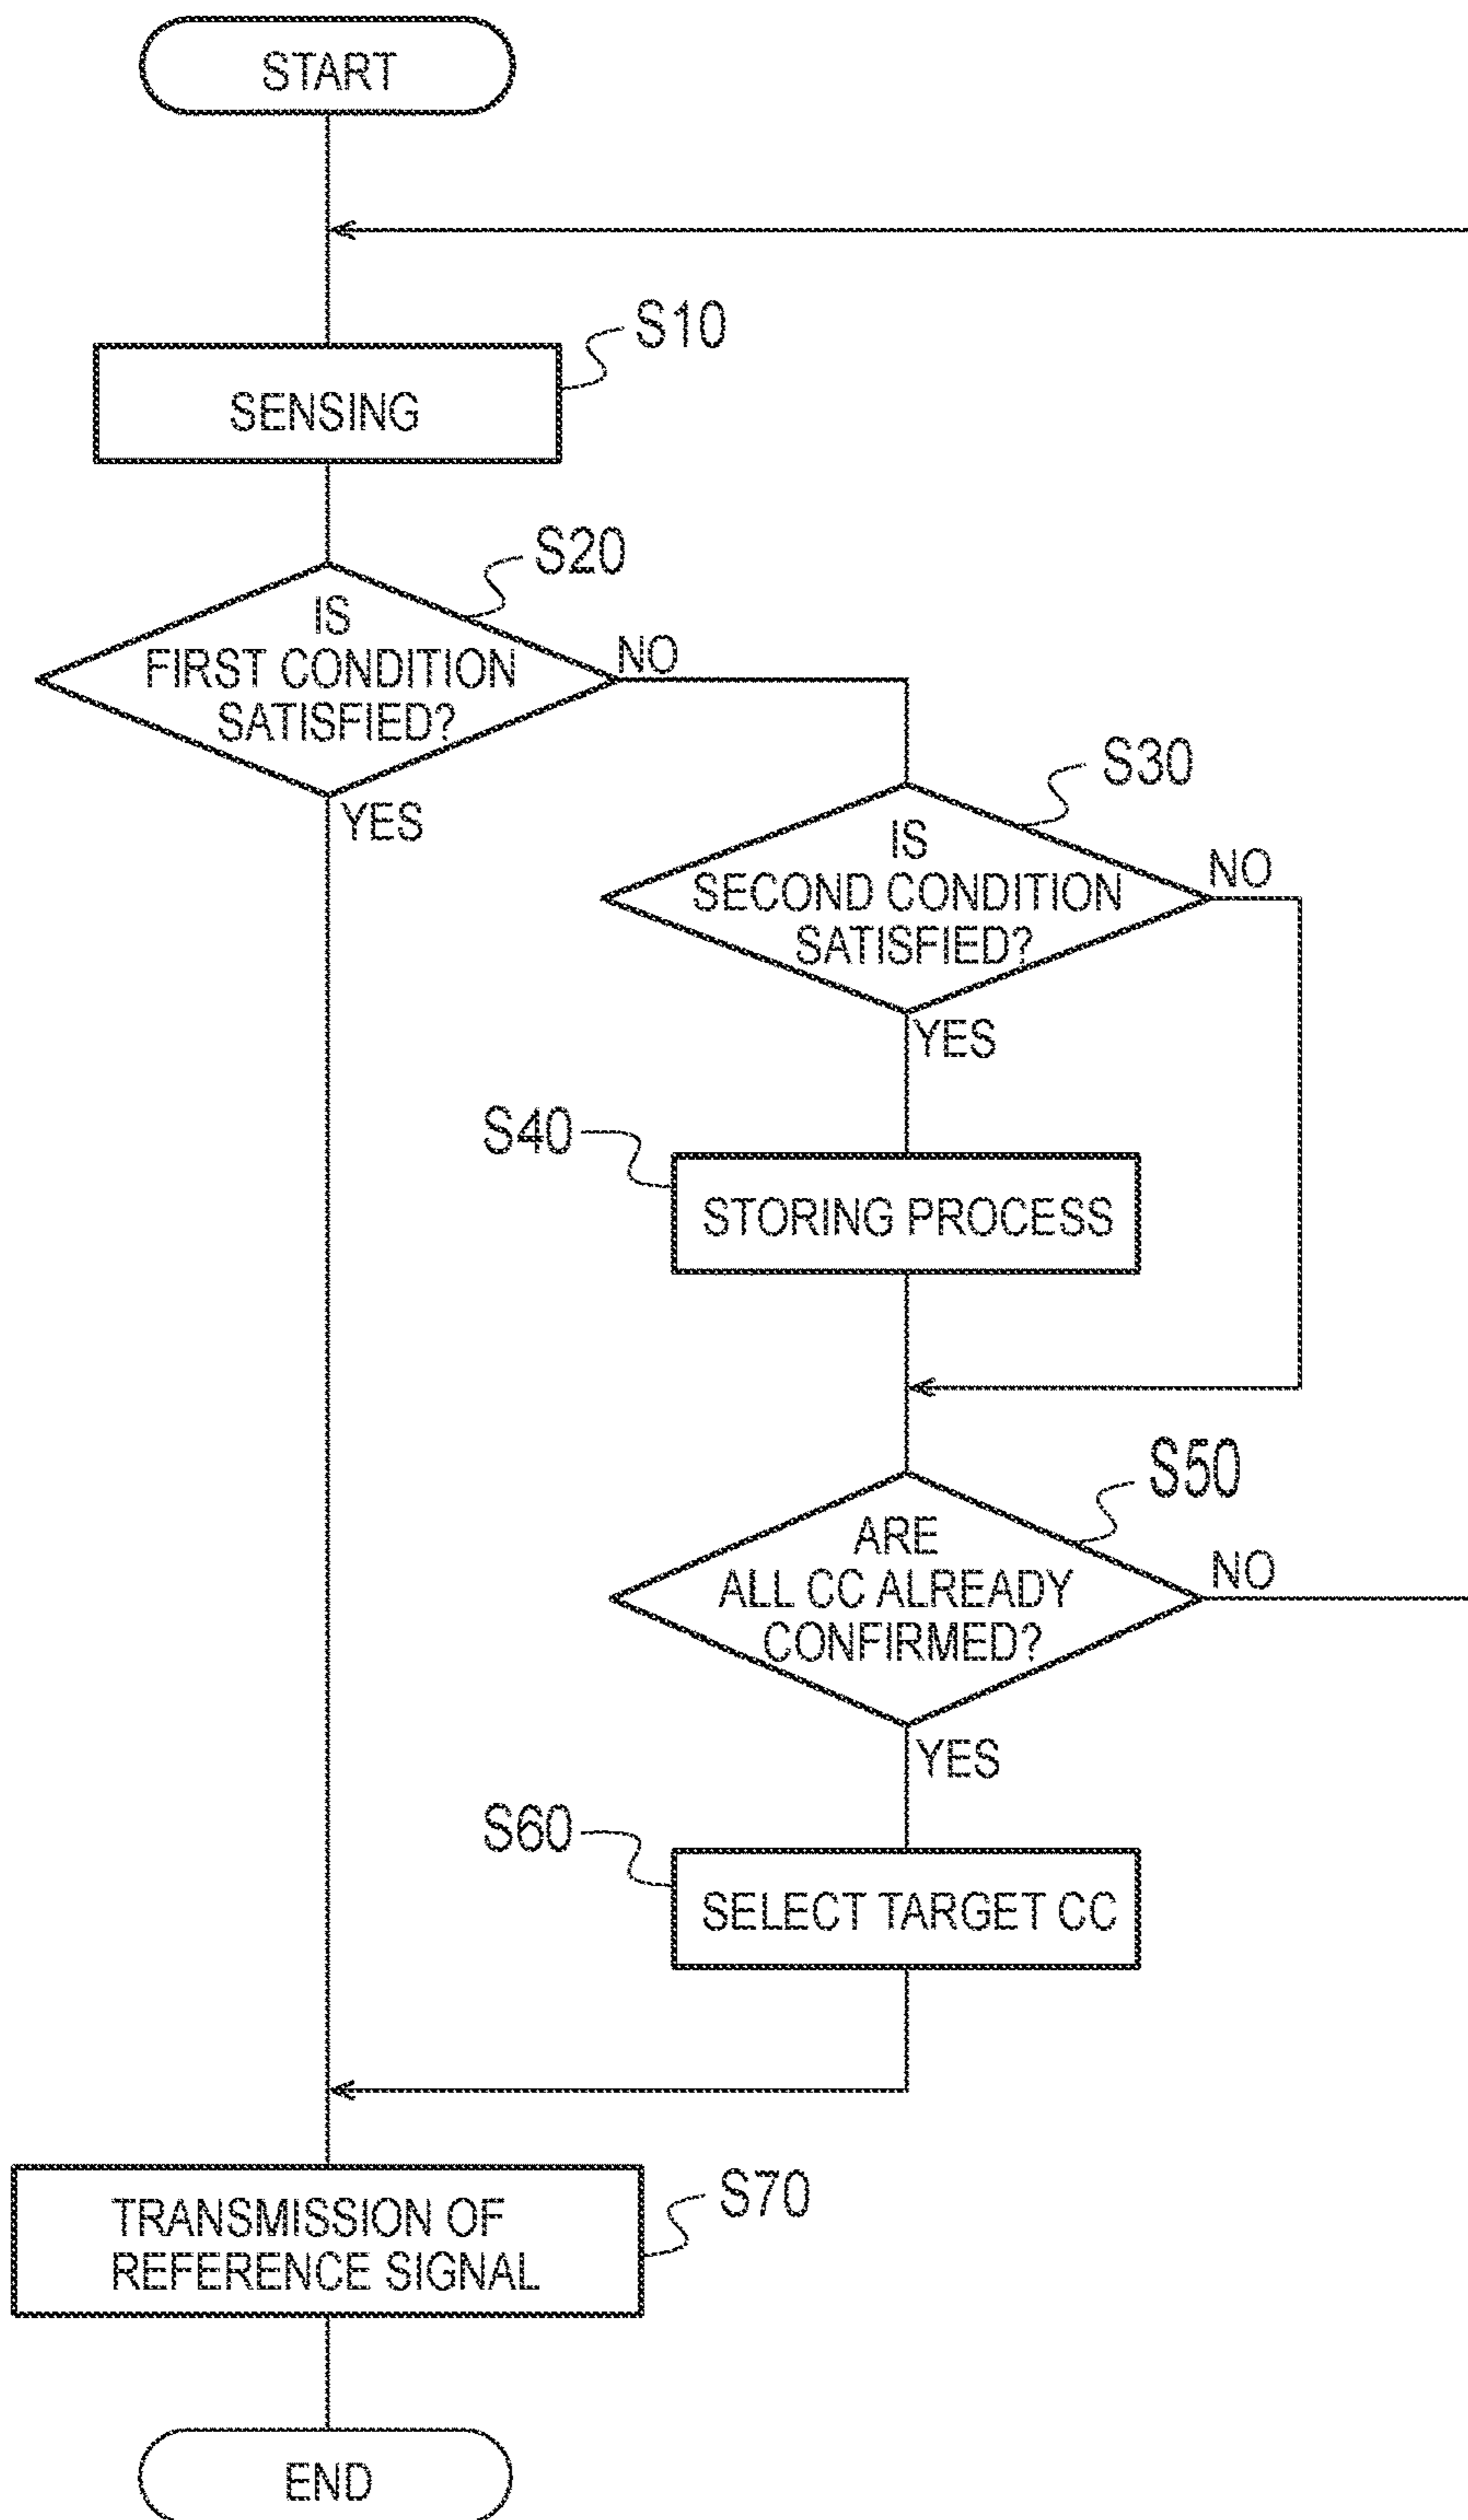 START
S10
SENSING
S20
IS
FIRST CONDITION
SATISFIED?
NO
YES
S30
IS
SECOND CONDITION
SATISFIED?
NO
YES
S40
STORING PROCESS
S50
ARE
ALL CC ALREADY
CONFIRMED?
NO
YES
S60
SELECT TARGET CC
S70
TRANSMISSION OF
REFERENCE SIGNAL
END